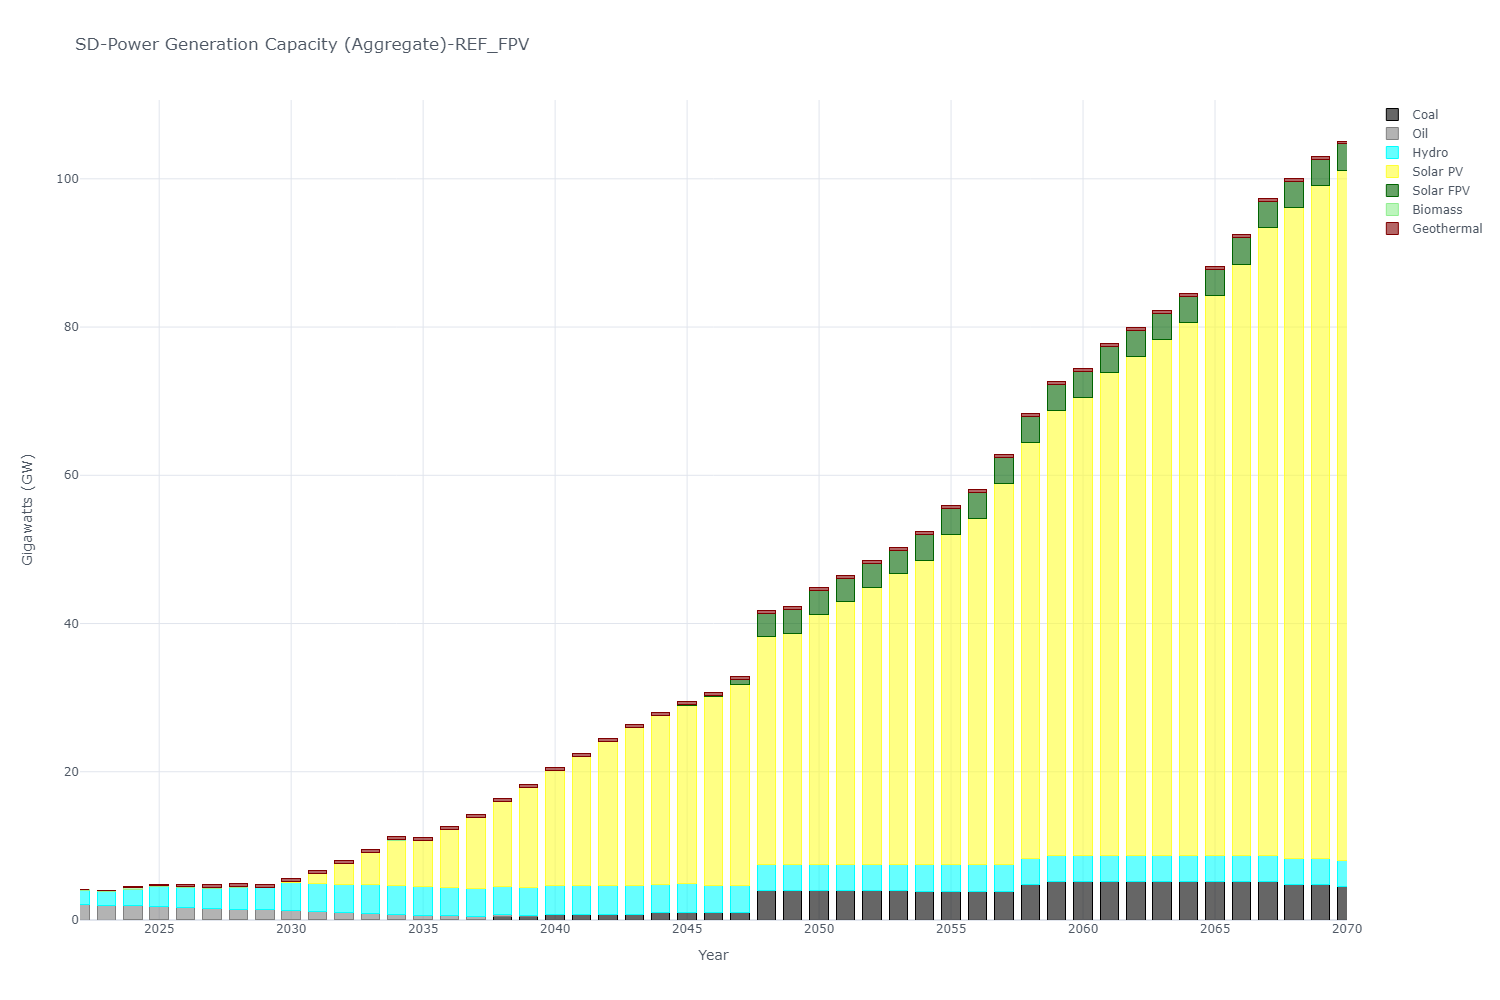 SD-Power Generation Capacity (Aggregate)-REF_FPV
Coal
Oil
Hydro
Solar PV
Solar FPV
Biomass
Geothermal
100
80
60
40
20
0
Gigawatts (GW)
2025
2030
2035
2040
2045
2050
2055
2060
2065
2070
Year